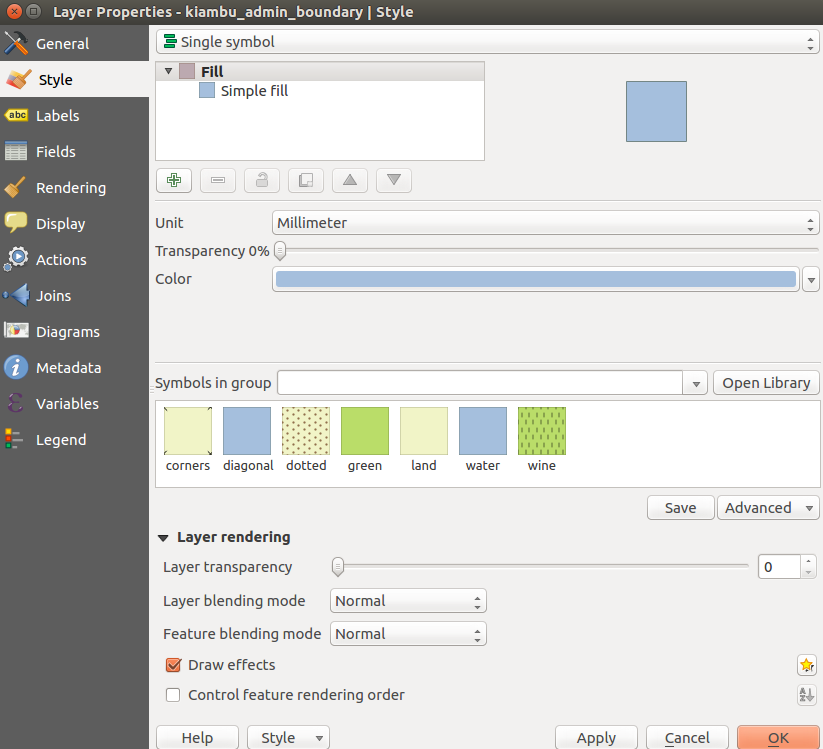 Layer Properties - kiambu_admin_boundary | Style
General
Style
abc Labels
Fields
Rendering
Display
Actions
Joins
Diagrams
i Metadata
ε Variables
Legend
Single symbol
Fill
Simple fill
Unit Millimeter
Transparency 0%
Color
Symbols in group Open Library
corners diagonal dotted green land water wine
Save Advanced
Layer rendering
Layer transparency 0
Layer blending mode Normal
Feature blending mode Normal
Draw effects
Control feature rendering order
Help Style Apply Cancel OK